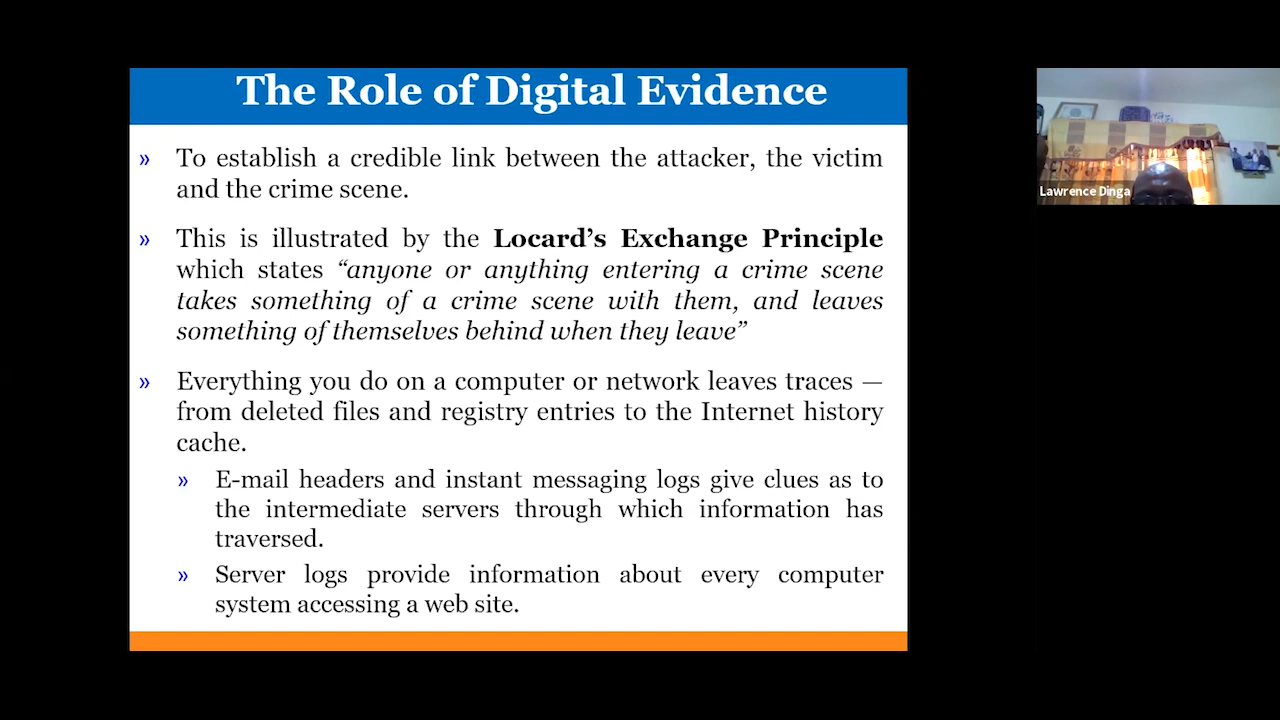 The Role of Digital Evidence
» To establish a credible link between the attacker, the victim
and the crime scene.
» This is illustrated by the Locard’s Exchange Principle
which states “anyone or anything entering a crime scene
takes something of a crime scene with them, and leaves
something of themselves behind when they leave”
» Everything you do on a computer or network leaves traces —
from deleted files and registry entries to the Internet history
cache.
» E-mail headers and instant messaging logs give clues as to
the intermediate servers through which information has
traversed.
» Server logs provide information about every computer
system accessing a web site.
Lawrence Dinga